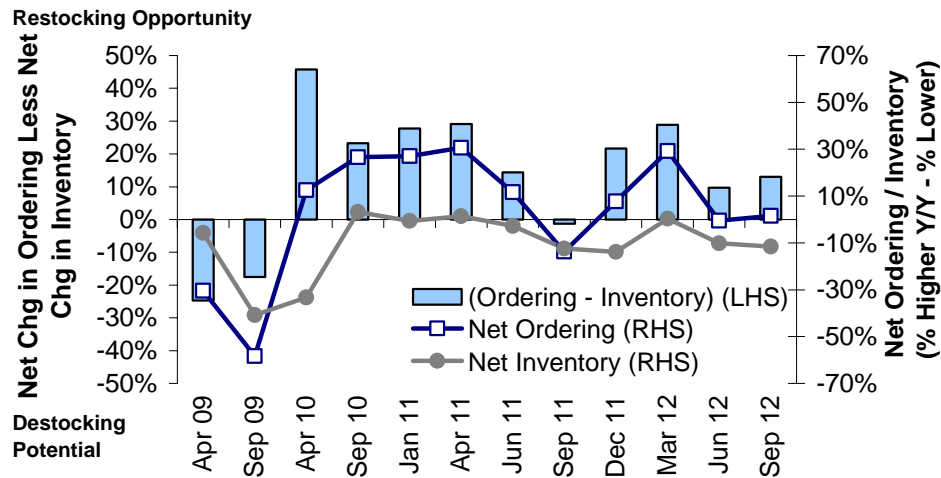 Restocking Opportunity
Net Chg in Ordering Less Net
Chg in Inventory
50%
40%
30%
20%
10%
0%
-10%
-20%
-30%
-40%
-50%
70%
50%
30%
10%
-10%
-30%
-50%
-70%
Net Ordering / Inventory
(% Higher Y/Y - % Lower)
(Ordering - Inventory) (LHS)
Net Ordering (RHS)
Net Inventory (RHS)
Destocking
Potential
Apr 09
Sep 09
Apr 10
Sep 10
Jan 11
Apr 11
Jun 11
Sep 11
Dec 11
Mar 12
Jun 12
Sep 12